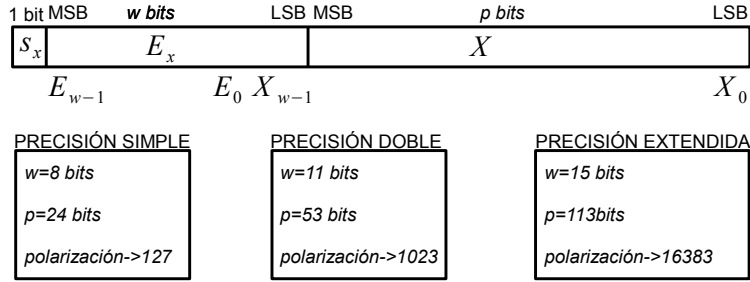 1 bit MSB w bits LSB MSB p bits LSB
s_x E_x X
E_{w-1} E_0 X_{w-1} X_0
PRECISIÓN SIMPLE PRECISIÓN DOBLE PRECISIÓN EXTENDIDA
w=8 bits w=11 bits w=15 bits
p=24 bits p=53 bits p=113bits
polarización->127 polarización->1023 polarización->16383